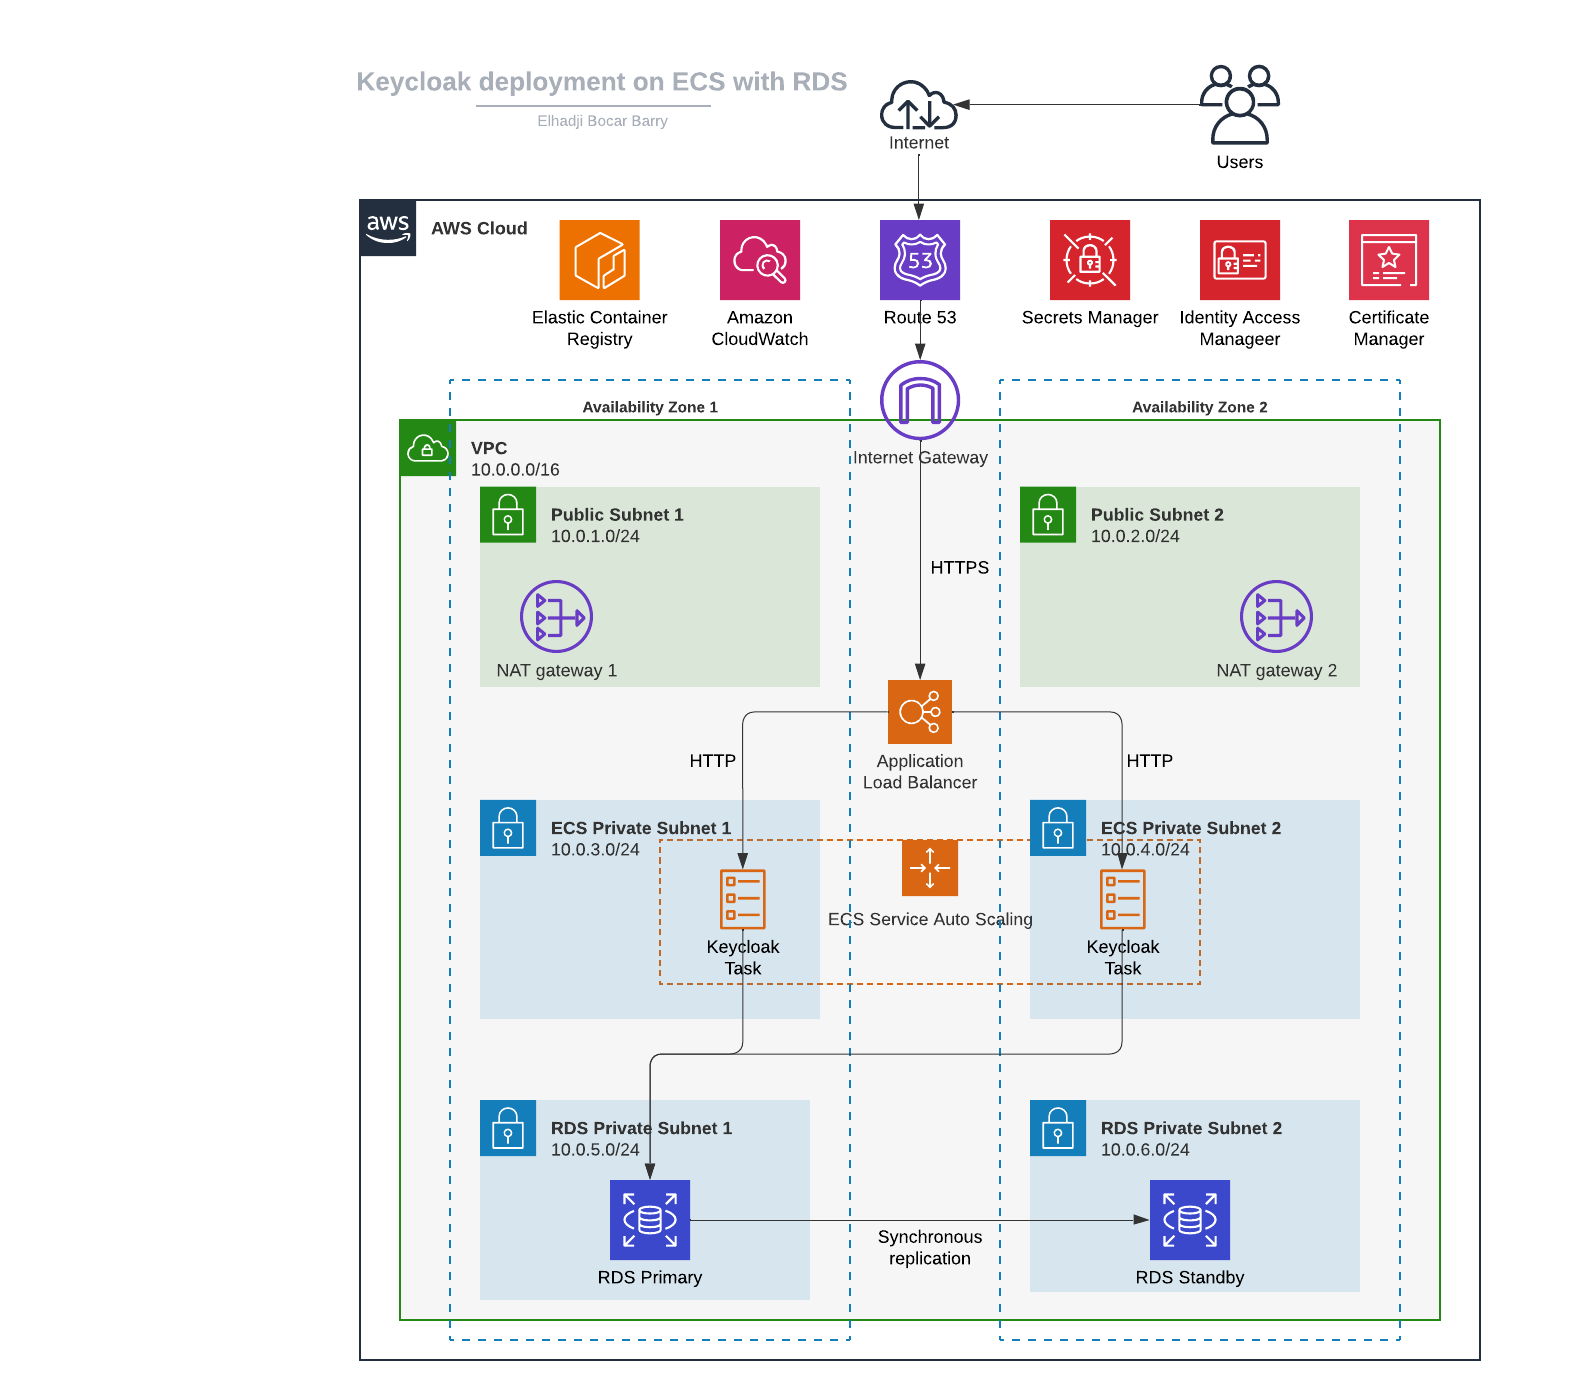 Keycloak deployment on ECS with RDS
Elhadji Bocar Barry
Internet
Users
aws
AWS Cloud
53
Elastic Container
Registry
Amazon
CloudWatch
Route 53
Secrets Manager
Identity Access
Manageer
Certificate
Manager
Availability Zone 1
Availability Zone 2
VPC
10.0.0.0/16
Internet Gateway
Public Subnet 1
10.0.1.0/24
Public Subnet 2
10.0.2.0/24
HTTPS
NAT gateway 1
NAT gateway 2
HTTP
Application
Load Balancer
HTTP
ECS Private Subnet 1
10.0.3.0/24
ECS Private Subnet 2
10.0.4.0/24
ECS Service Auto Scaling
Keycloak
Task
Keycloak
Task
RDS Private Subnet 1
10.0.5.0/24
RDS Private Subnet 2
10.0.6.0/24
Synchronous
replication
RDS Primary
RDS Standby